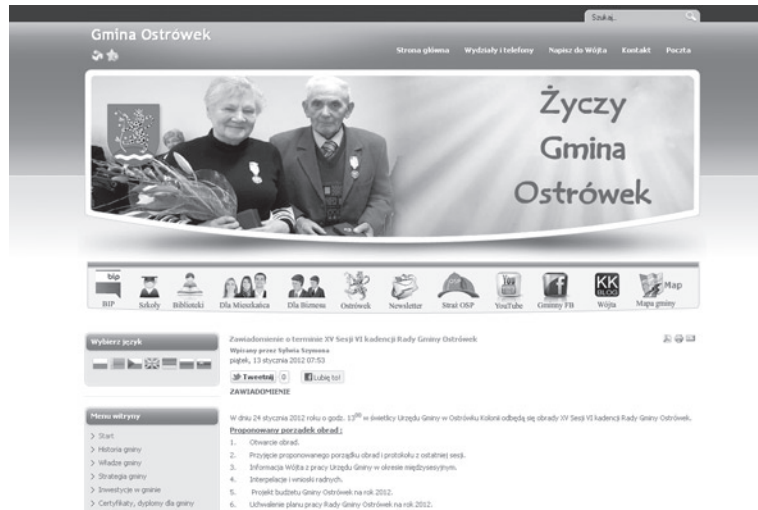 Szukaj...
Gmina Ostrówek
Strona główna Wydziały i telefony Napisz do Wójta Kontakt Poczta
Życzy
Gmina
Ostrówek
bip
You Tube
f
KK
BLOG
Map
BIP Szkoły Biblioteki Dla Mieszkańca Dla Biznesu Ostrówek Newsletter Straż OSP YouTube Gminny FB Wójta Mapa gminy
Wybierz język
Zawiadomienie o terminie XV Sesji VI kadencji Rady Gminy Ostrówek
Wpisany przez Sylwia Szymona
piątek, 13 stycznia 2012 07:53
Tweetnij 0 Lubię to!
ZAWIADOMIENIE
Menu witryny
Start
Historia gminy
Władze gminy
Strategia gminy
Inwestycje w gminie
Certyfikaty, dyplomy dla gminy
W dniu 24 stycznia 2012 roku o godz. 13⁰⁰ w świetlicy Urzędu Gminy w Ostrówku Kolonii odbędą się obrady XV Sesji VI kadencji Rady Gminy Ostrówek.
Proponowany porządek obrad :
1. Otwarcie obrad.
2. Przyjęcie proponowanego porządku obrad i protokołu z ostatniej sesji.
3. Informacja Wójta z pracy Urzędu Gminy w okresie międzysesyjnym.
4. Interpelacje i wnioski radnych.
5. Projekt budżetu Gminy Ostrówek na rok 2012.
6. Uchwalenie planu pracy Rady Gminy Ostrówek na rok 2012.